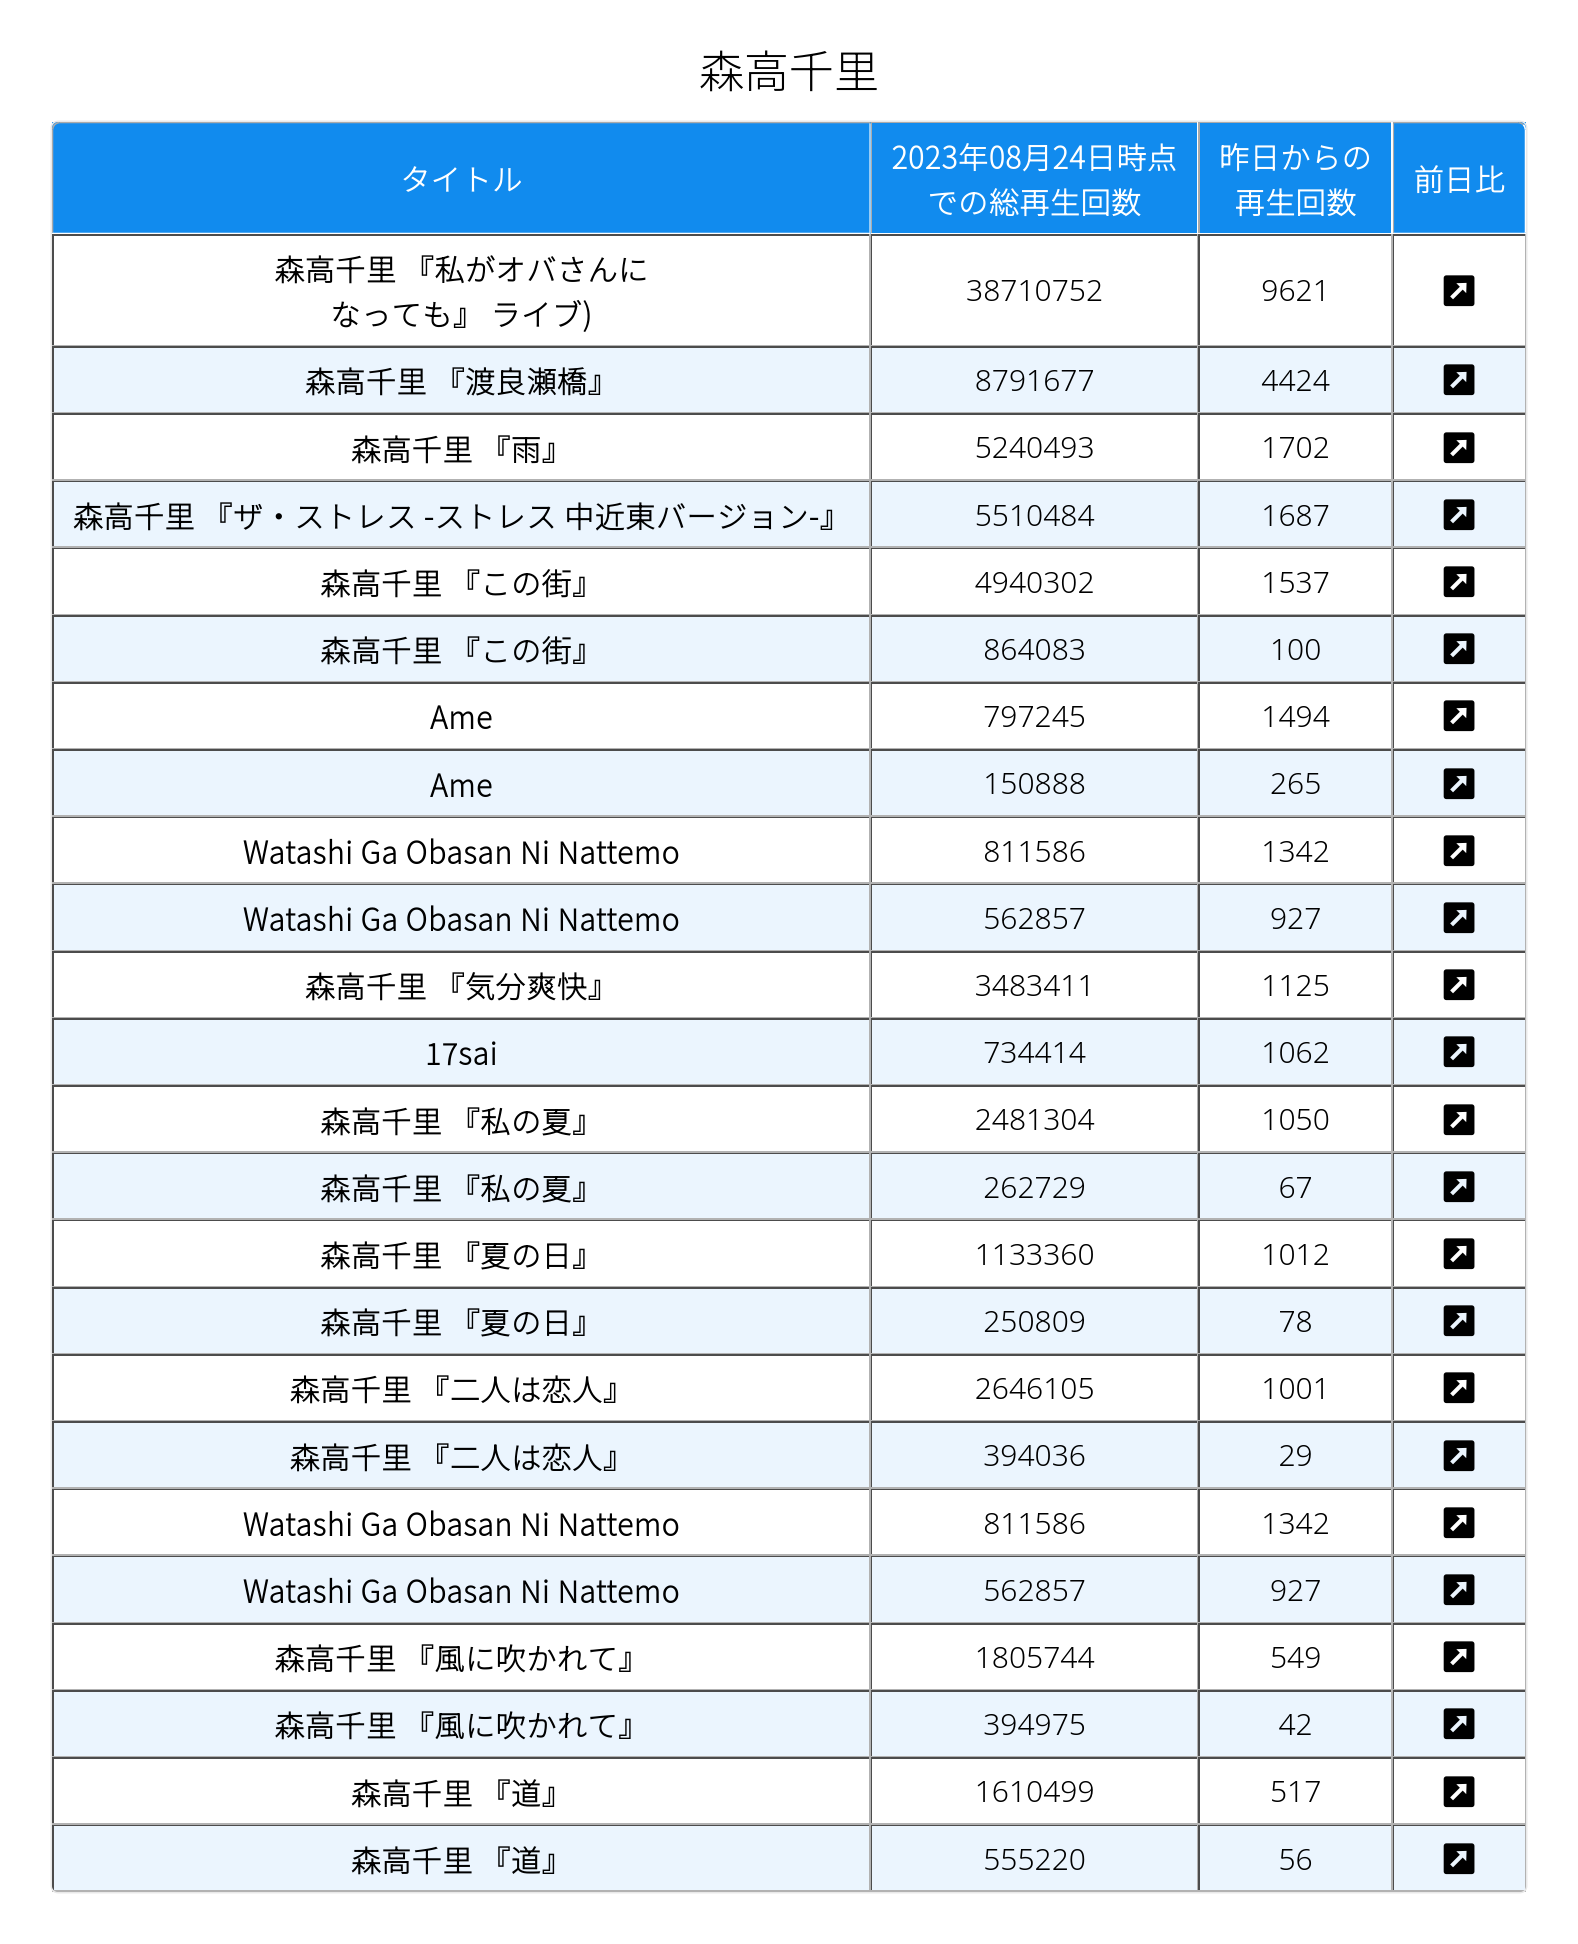 森高千里
タイトル
2023年08月24日時点
での総再生回数
昨日からの
再生回数
前日比
森高千里 『私がオバさんに
なっても』 ライブ)
38710752
9621
森高千里 『渡良瀬橋』
8791677
4424
森高千里 『雨』
5240493
1702
森高千里 『ザ・ストレス -ストレス 中近東バージョン-』
5510484
1687
森高千里 『この街』
4940302
1537
森高千里 『この街』
864083
100
Ame
797245
1494
Ame
150888
265
Watashi Ga Obasan Ni Nattemo
811586
1342
Watashi Ga Obasan Ni Nattemo
562857
927
森高千里 『気分爽快』
3483411
1125
17sai
734414
1062
森高千里 『私の夏』
2481304
1050
森高千里 『私の夏』
262729
67
森高千里 『夏の日』
1133360
1012
森高千里 『夏の日』
250809
78
森高千里 『二人は恋人』
2646105
1001
森高千里 『二人は恋人』
394036
29
Watashi Ga Obasan Ni Nattemo
811586
1342
Watashi Ga Obasan Ni Nattemo
562857
927
森高千里 『風に吹かれて』
1805744
549
森高千里 『風に吹かれて』
394975
42
森高千里 『道』
1610499
517
森高千里 『道』
555220
56